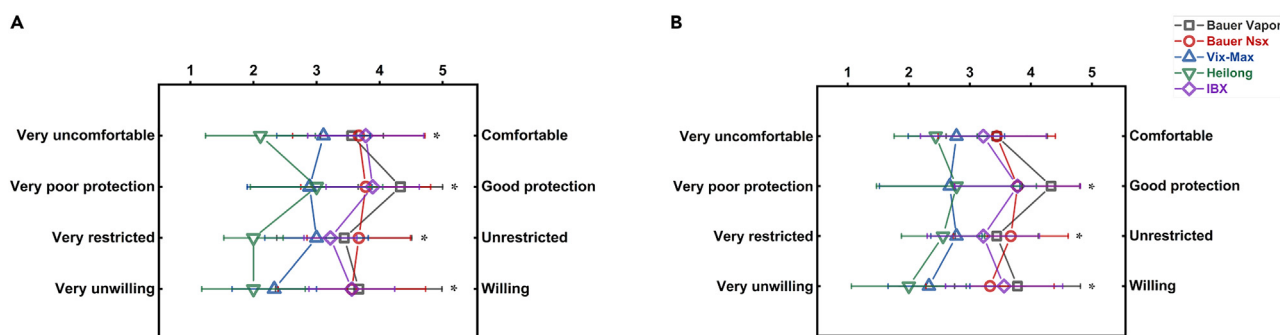 A
1 2 3 4 5
Very uncomfortable Comfortable *
Very poor protection Good protection *
Very restricted Unrestricted *
Very unwilling Willing *
B
1 2 3 4 5
Very uncomfortable Comfortable
Very poor protection Good protection *
Very restricted Unrestricted *
Very unwilling Willing *
Bauer Vapor
Bauer Nsx
Vix-Max
Heilong
IBX